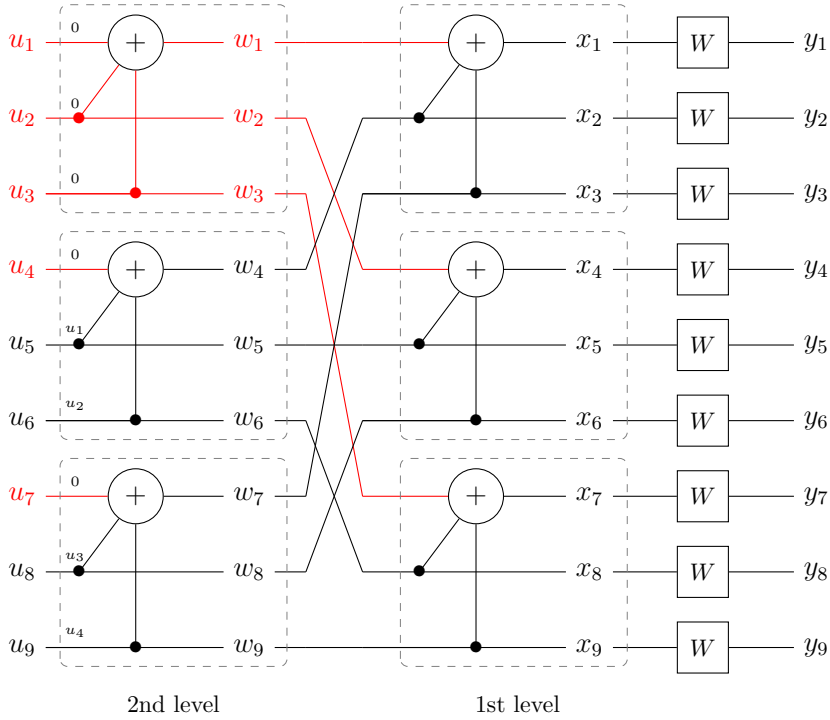 0
u₁ + w₁ + x₁ W y₁
0
u₂ w₂ x₂ W y₂
0
u₃ w₃ x₃ W y₃
0
u₄ + w₄ + x₄ W y₄
u₁
u₅ w₅ x₅ W y₅
u₂
u₆ w₆ x₆ W y₆
0
u₇ + w₇ + x₇ W y₇
u₃
u₈ w₈ x₈ W y₈
u₄
u₉ w₉ x₉ W y₉
2nd level 1st level